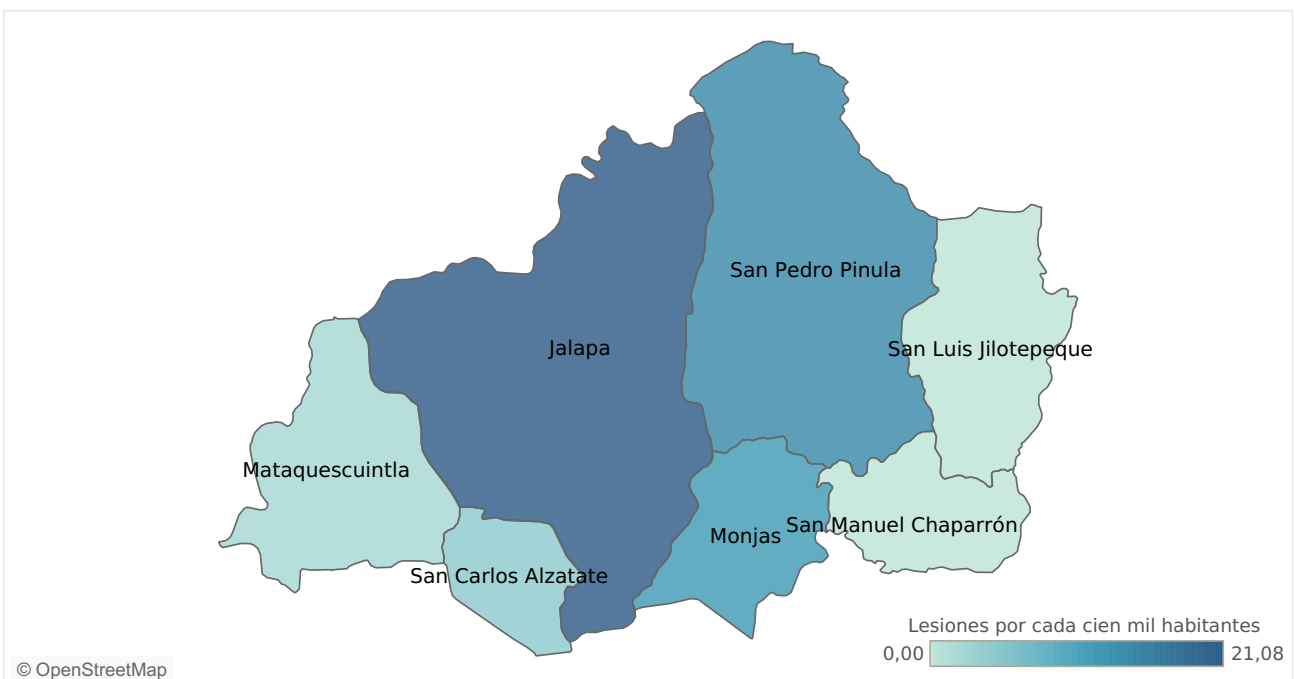 San Pedro Pinula
Jalapa
San Luis Jilotepeque
Mataquescuintla
San Manuel Chaparrón
Monjas
San Carlos Alzatate
Lesiones por cada cien mil habitantes
0,00 21,08
© OpenStreetMap